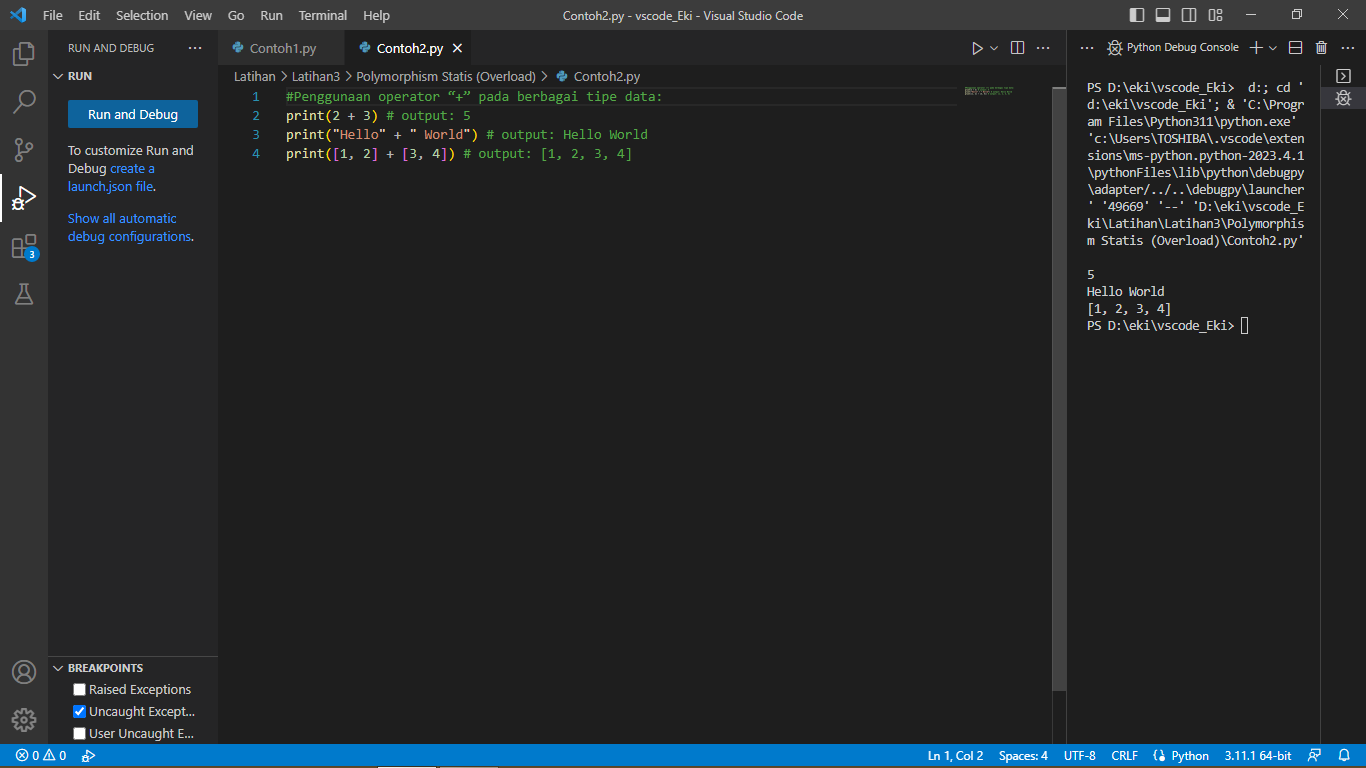 File Edit Selection View Go Run Terminal Help Contoh2.py - vscode_Eki - Visual Studio Code
RUN AND DEBUG ···
RUN
Run and Debug
To customize Run and
Debug create a
launch.json file.
Show all automatic
debug configurations.
3
BREAKPOINTS
Raised Exceptions
Uncaught Except...
User Uncaught E...
Contoh1.py Contoh2.py
Latihan > Latihan3 > Polymorphism Statis (Overload) > Contoh2.py
1 #Penggunaan operator “+” pada berbagai tipe data:
2 print(2 + 3) # output: 5
3 print("Hello" + " World") # output: Hello World
4 print([1, 2] + [3, 4]) # output: [1, 2, 3, 4]
Python Debug Console
PS D:\eki\vscode_Eki>  d:; cd '
d:\eki\vscode_Eki'; & 'C:\Progr
am Files\Python311\python.exe'
'c:\Users\TOSHIBA\.vscode\exten
sions\ms-python.python-2023.4.1
\pythonFiles\lib\python\debugpy
\adapter/../..\debugpy\launcher
' '49669' '--' 'D:\eki\vscode_E
ki\Latihan\Latihan3\Polymorphis
m Statis (Overload)\Contoh2.py'
5
Hello World
[1, 2, 3, 4]
PS D:\eki\vscode_Eki>
0 0 Ln 1, Col 2 Spaces: 4 UTF-8 CRLF Python 3.11.1 64-bit